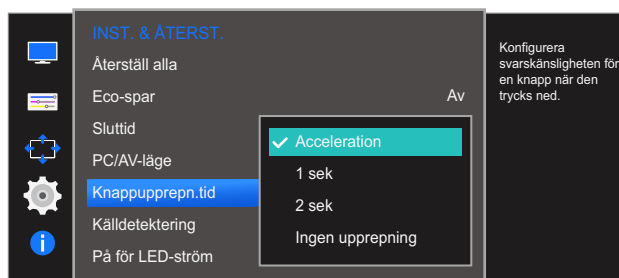 INST. & ÅTERST.
Återställ alla
Eco-spar Av
Sluttid
PC/AV-läge
Knappupprepn.tid
Källdetektering
På för LED-ström
Acceleration
1 sek
2 sek
Ingen upprepning
Konfigurera
svarskänsligheten för
en knapp när den
trycks ned.